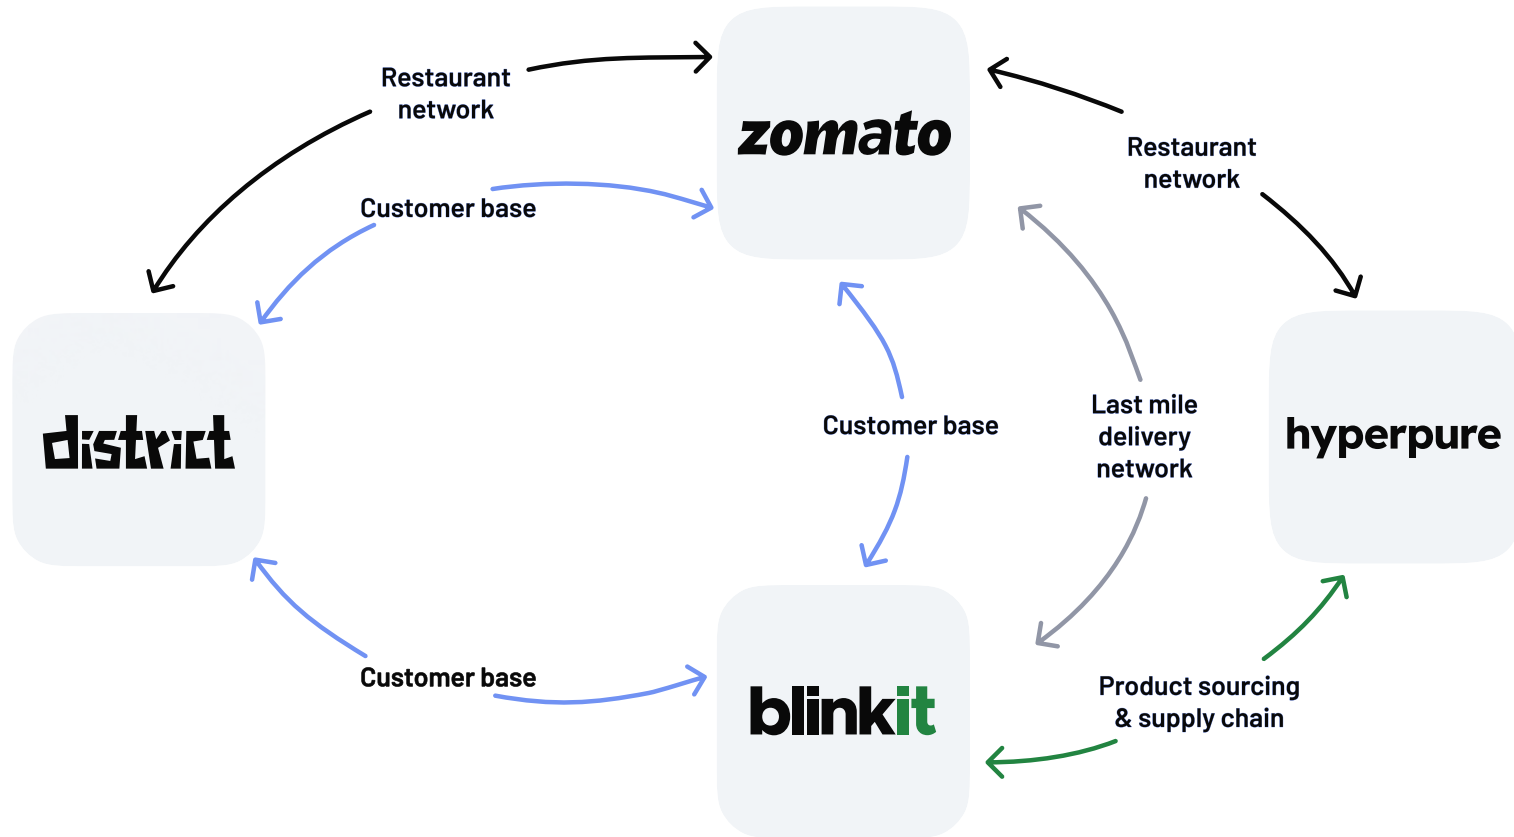 Restaurant
network
zomato
Restaurant
network
Customer base
district
Customer base
Last mile
delivery
network
hyperpure
Customer base
blinkit
Product sourcing
& supply chain